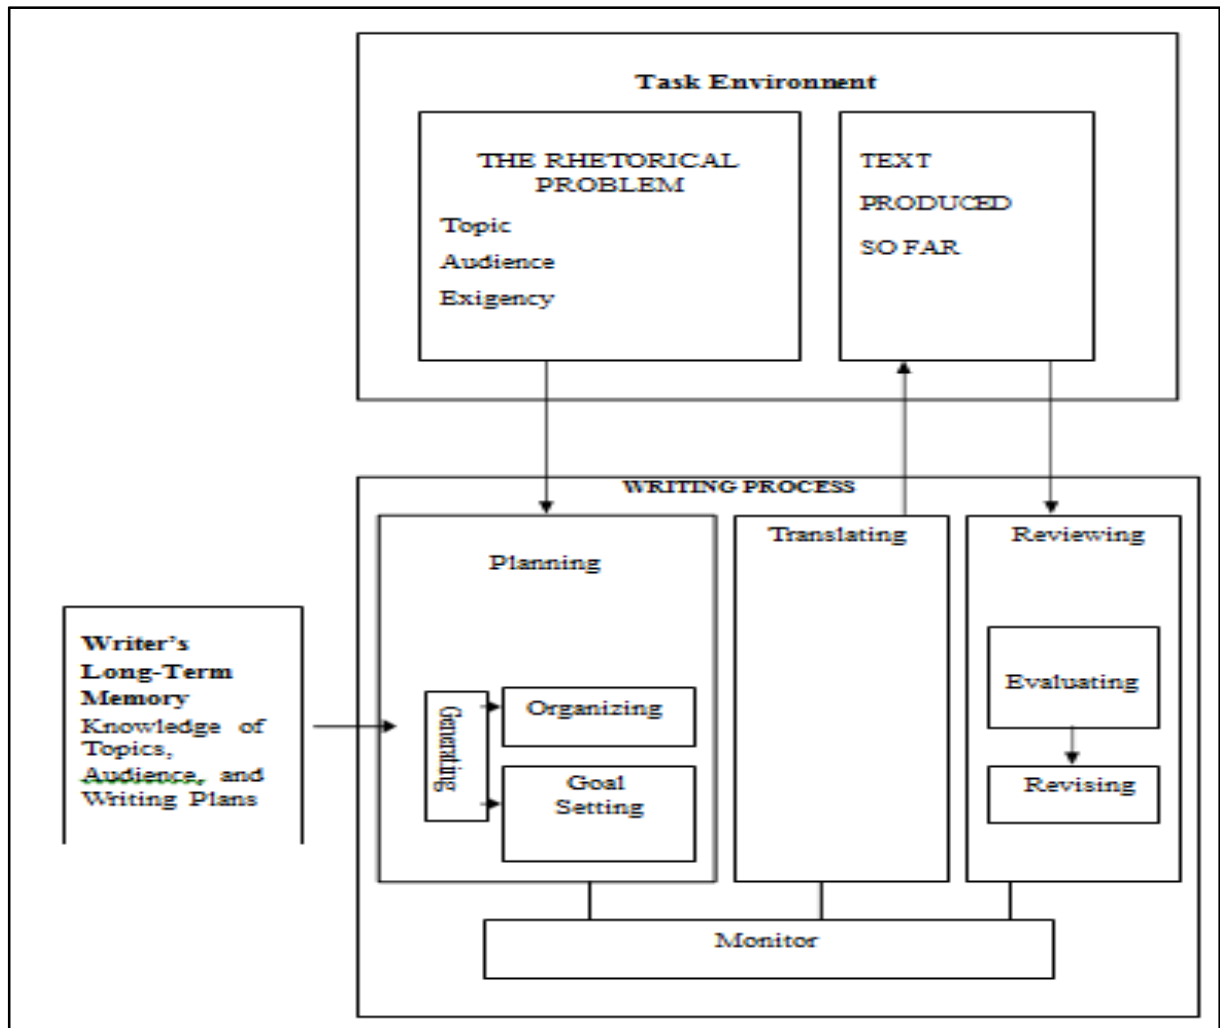 Task Environment
THE RHETORICAL
PROBLEM
Topic
Audience
Exigency
TEXT
PRODUCED
SO FAR
WRITING PROCESS
Planning
Generating
Organizing
Goal
Setting
Translating
Reviewing
Evaluating
Revising
Writer's
Long-Term
Memory
Knowledge of
Topics,
Audience, and
Writing Plans
Monitor